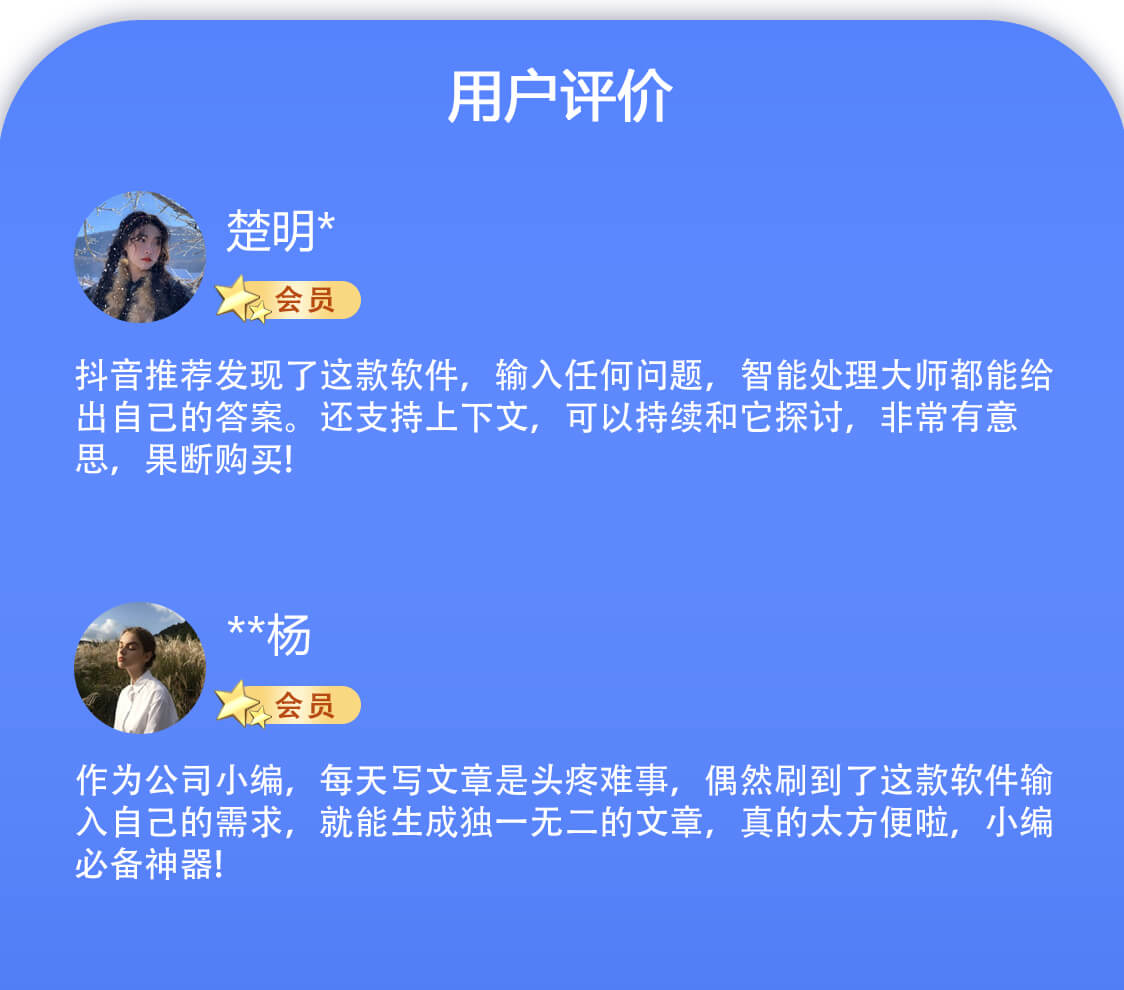 用户评价
楚明*
会员
抖音推荐发现了这款软件，输入任何问题，智能处理大师都能给
出自己的答案。还支持上下文，可以持续和它探讨，非常有意
思，果断购买!
**杨
会员
作为公司小编，每天写文章是头疼难事，偶然刷到了这款软件输
入自己的需求，就能生成独一无二的文章，真的太方便啦，小编
必备神器!